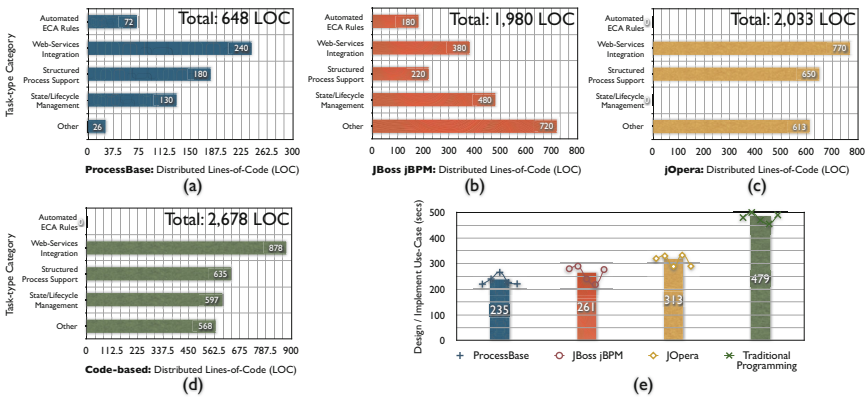 Task-type Category
Total: 648 LOC
Automated
ECA Rules
72
Web-Services
Integration
240
Structured
Process Support
180
State/Lifecycle
Management
130
Other
26
0 37.5 75 112.5 150 187.5 225 262.5 300
ProcessBase: Distributed Lines-of-Code (LOC)
(a)
Total: 1,980 LOC
Automated
ECA Rules
180
Web-Services
Integration
380
Structured
Process Support
220
State/Lifecycle
Management
480
Other
720
0 100 200 300 400 500 600 700 800
JBoss jBPM: Distributed Lines-of-Code (LOC)
(b)
Total: 2,033 LOC
Automated
ECA Rules
0
Web-Services
Integration
770
Structured
Process Support
650
State/Lifecycle
Management
0
Other
613
0 100 200 300 400 500 600 700 800
jOpera: Distributed Lines-of-Code (LOC)
(c)
Task-type Category
Total: 2,678 LOC
Automated
ECA Rules
0
Web-Services
Integration
878
Structured
Process Support
635
State/Lifecycle
Management
597
Other
568
0 112.5 225 337.5 450 562.5 675 787.5 900
Code-based: Distributed Lines-of-Code (LOC)
(d)
Design / Implement Use-Case (secs)
500
400
300
200
100
0
235
261
313
479
ProcessBase
JBoss jBPM
JOpera
Traditional
Programming
(e)